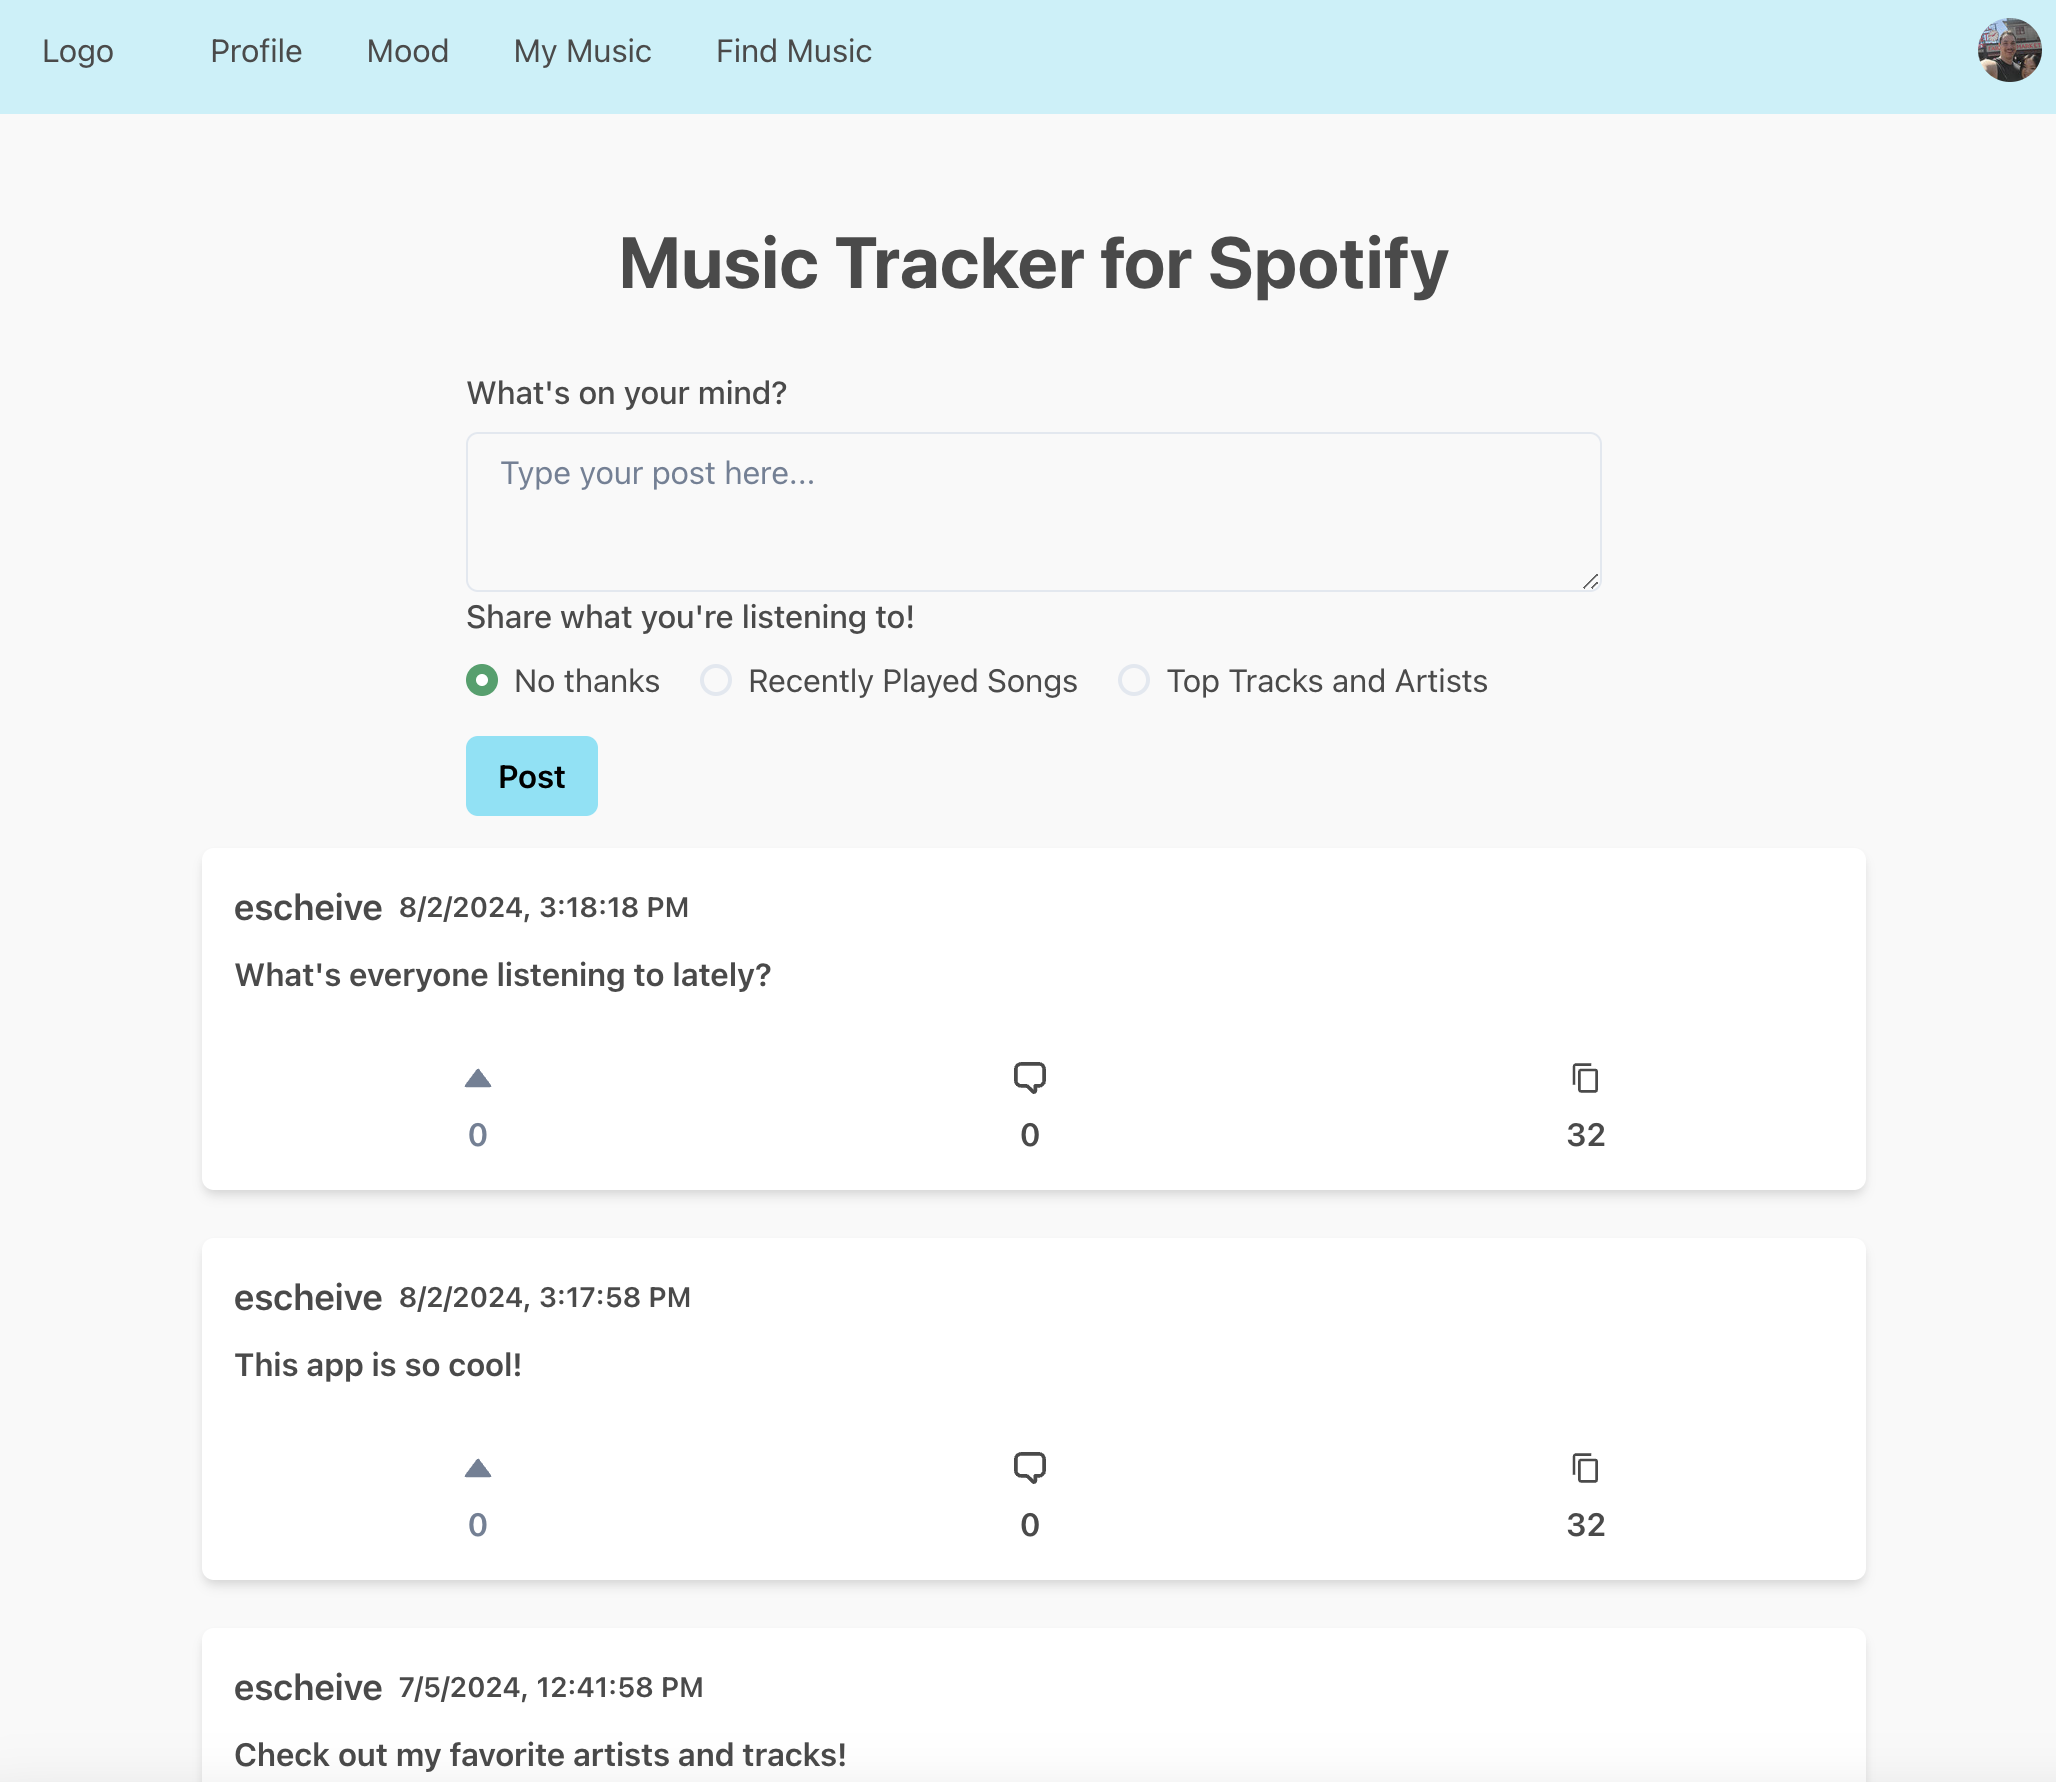 Logo Profile Mood My Music Find Music
Music Tracker for Spotify
What's on your mind?
Type your post here...
Share what you're listening to!
No thanks Recently Played Songs Top Tracks and Artists
Post
escheive 8/2/2024, 3:18:18 PM
What's everyone listening to lately?
0 0 32
escheive 8/2/2024, 3:17:58 PM
This app is so cool!
0 0 32
escheive 7/5/2024, 12:41:58 PM
Check out my favorite artists and tracks!